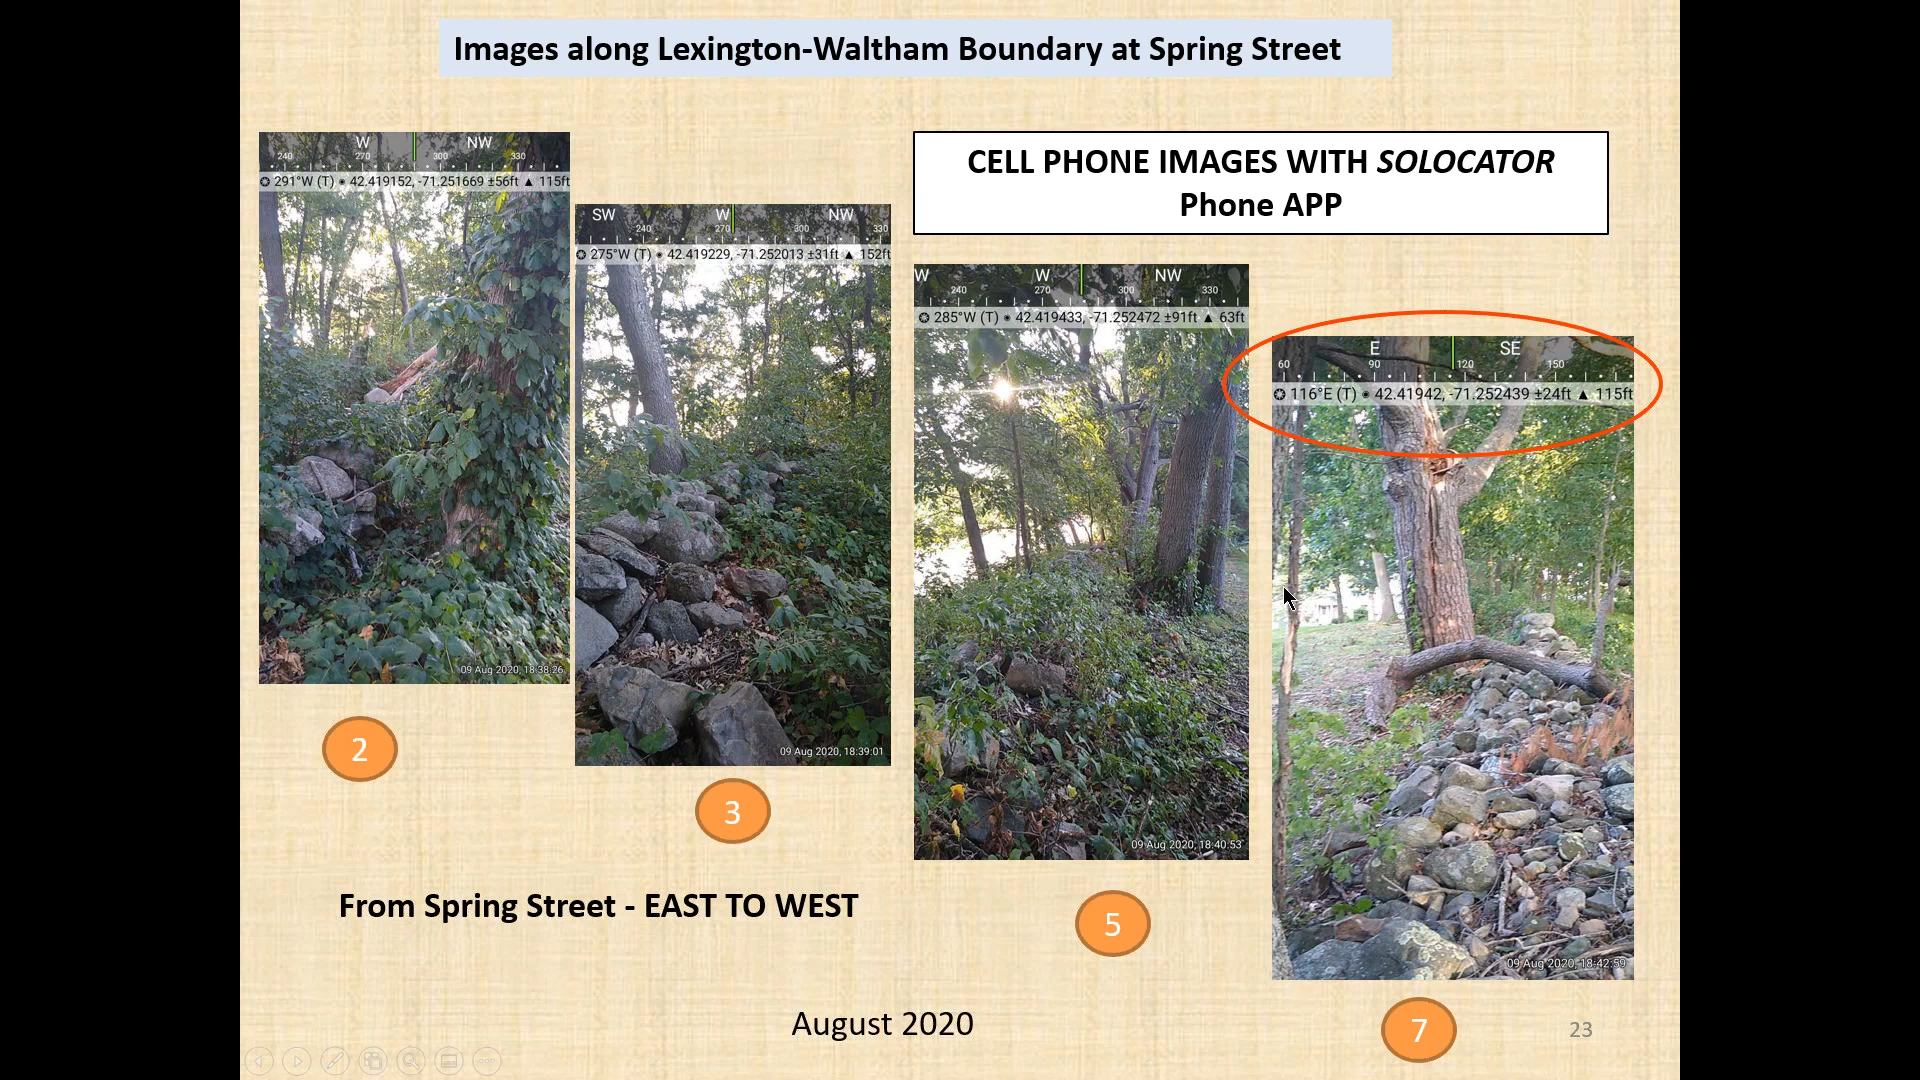 Images along Lexington-Waltham Boundary at Spring Street
CELL PHONE IMAGES WITH SOLOCATOR
Phone APP
W NW
240 270 300 330
291°W (T) 42.419152, -71.251669 ±56ft ▲ 115ft
09 Aug 2020, 18:38:26
2
SW W NW
240 270 300 330
275°W (T) 42.419229, -71.252013 ±31ft ▲ 152ft
09 Aug 2020, 18:39:01
3
W W NW
240 270 300 330
285°W (T) 42.419433, -71.252472 ±91ft ▲ 63ft
09 Aug 2020, 18:40:53
5
E SE
60 90 120 150
116°E (T) 42.41942, -71.252439 ±24ft ▲ 115ft
09 Aug 2020, 18:42:59
7
From Spring Street - EAST TO WEST
August 2020
23